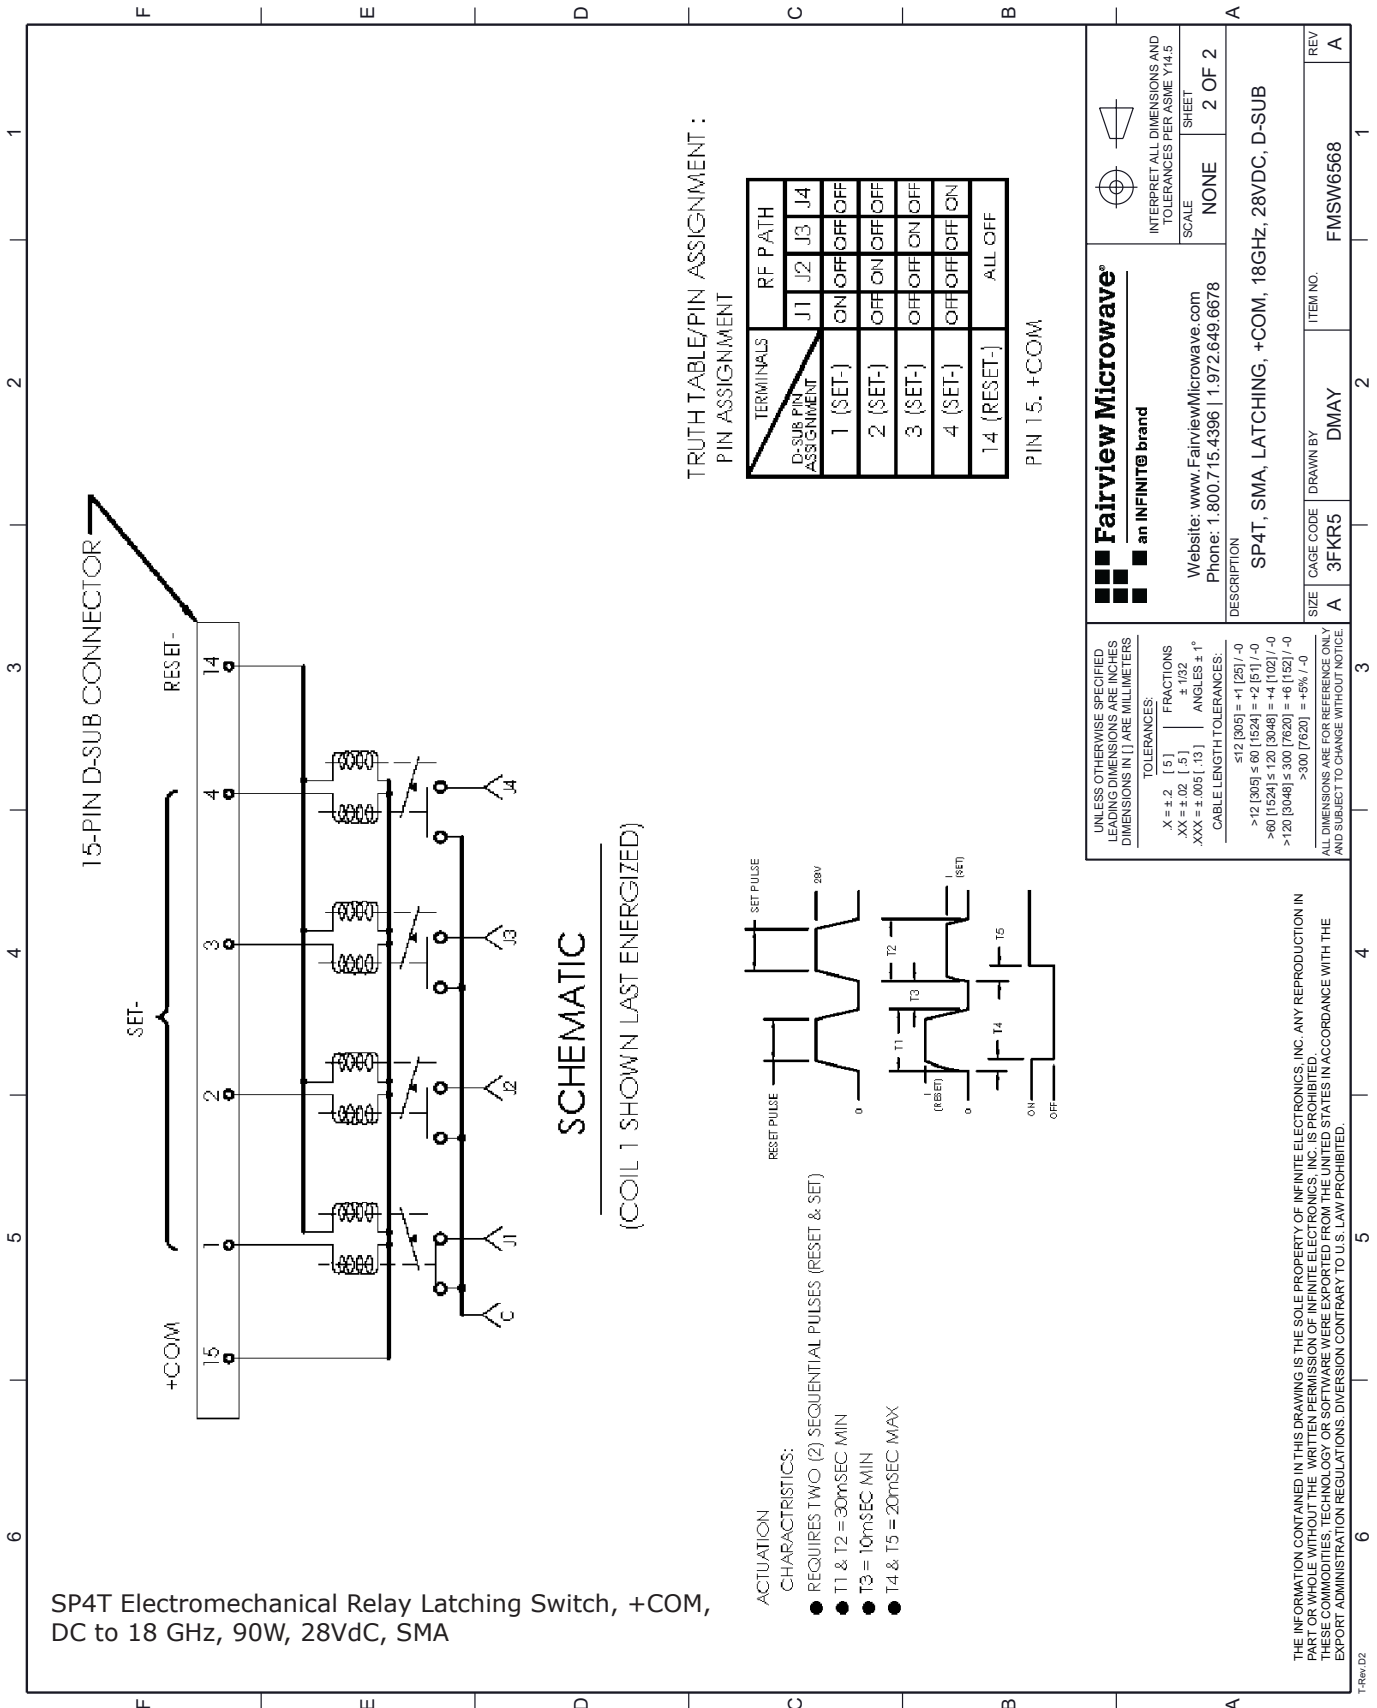 SP4T Electromechanical Relay Latching Switch, +COM,
DC to 18 GHz, 90W, 28VdC, SMA
6
5
4
3
2
1
F
E
D
C
B
A
15-PIN D-SUB CONNECTOR
+COM
SET-
RESET-
15
1
2
3
4
14
C
J1
J2
J3
J4
SCHEMATIC
(COIL 1 SHOWN LAST ENERGIZED)
TRUTH TABLE/PIN ASSIGNMENT :
PIN ASSIGNMENT
TERMINALS
RF PATH
D-SUB PIN
ASSIGNMENT
J1 J2 J3 J4
1 (SET-) ON OFF OFF OFF
2 (SET-) OFF ON OFF OFF
3 (SET-) OFF OFF ON OFF
4 (SET-) OFF OFF OFF ON
14 (RESET-) ALL OFF
PIN 15. +COM
ACTUATION
CHARACTRISTICS:
● REQUIRES TWO (2) SEQUENTIAL PULSES (RESET & SET)
● T1 & T2 = 30mSEC MIN
● T3 = 10mSEC MIN
● T4 & T5 = 20mSEC MAX
RESET PULSE
SET PULSE
28V
0
T1
T3
T2
I
(RESET)
I
(SET)
0
T4
T5
ON
OFF
THE INFORMATION CONTAINED IN THIS DRAWING IS THE SOLE PROPERTY OF INFINITE ELECTRONICS, INC. ANY REPRODUCTION IN
PART OR WHOLE WITHOUT THE WRITTEN PERMISSION OF INFINITE ELECTRONICS, INC. IS PROHIBITED.
THESE COMMODITIES, TECHNOLOGY OR SOFTWARE WERE EXPORTED FROM THE UNITED STATES IN ACCORDANCE WITH THE
EXPORT ADMINISTRATION REGULATIONS. DIVERSION CONTRARY TO U.S. LAW PROHIBITED.
UNLESS OTHERWISE SPECIFIED
LEADING DIMENSIONS ARE INCHES
DIMENSIONS IN [ ] ARE MILLIMETERS
TOLERANCES:
.X = ± .2 [ 5 ] FRACTIONS
.XX = ± .02 [ .5 ] ± 1/32
.XXX = ± .005 [ .13 ] ANGLES ± 1°
CABLE LENGTH TOLERANCES:
≤12 [305] = +1 [25] / -0
>12 [305] ≤ 60 [1524] = +2 [51] / -0
>60 [1524] ≤ 120 [3048] = +4 [102] / -0
>120 [3048] ≤ 300 [7620] = +6 [152] / -0
>300 [7620] = +5% / -0
ALL DIMENSIONS ARE FOR REFERENCE ONLY
AND SUBJECT TO CHANGE WITHOUT NOTICE.
Fairview Microwave®
an INFINIT© brand
Website: www.FairviewMicrowave.com
Phone: 1.800.715.4396 | 1.972.649.6678
INTERPRET ALL DIMENSIONS AND
TOLERANCES PER ASME Y14.5
SCALE
NONE
SHEET
2 OF 2
DESCRIPTION
SP4T, SMA, LATCHING, +COM, 18GHz, 28VDC, D-SUB
SIZE
A
CAGE CODE
3FKR5
DRAWN BY
DMAY
ITEM NO.
FMSW6568
REV
A
F
E
D
C
B
A
6
5
4
3
2
1
T-Rev.D2